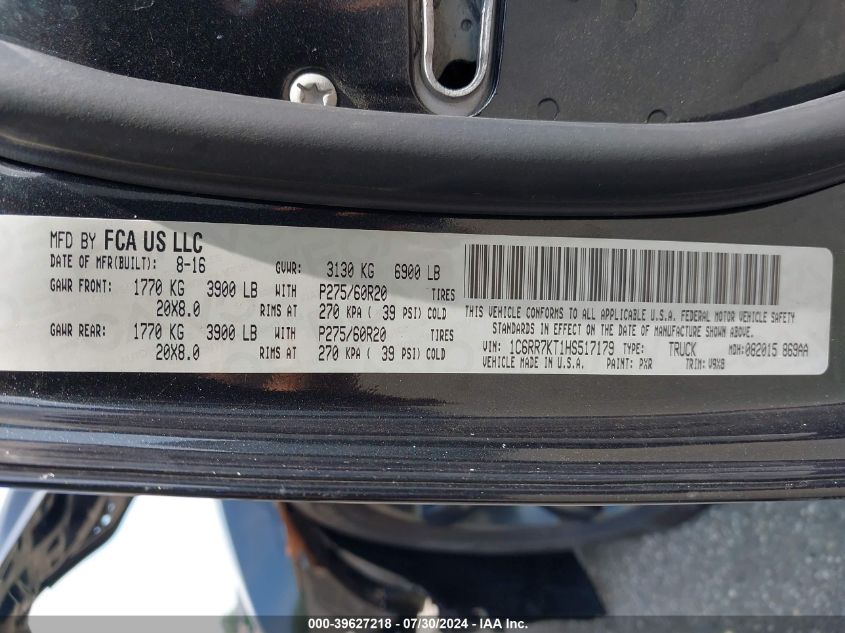 MFD BY FCA US LLC
DATE OF MFR(BUILT): 8-16 GVWR: 3130 KG 6900 LB
GAWR FRONT: 1770 KG 3900 LB WITH P275/60R20 TIRES
20X8.0 RIMS AT 270 KPA ( 39 PSI) COLD
GAWR REAR: 1770 KG 3900 LB WITH P275/60R20 TIRES
20X8.0 RIMS AT 270 KPA ( 39 PSI) COLD
THIS VEHICLE CONFORMS TO ALL APPLICABLE U.S.A. FEDERAL MOTOR VEHICLE SAFETY
STANDARDS IN EFFECT ON THE DATE OF MANUFACTURE SHOWN ABOVE.
VIN: 1C6RR7KT1HS517179 TYPE: TRUCK MDH:082015 869AA
VEHICLE MADE IN U.S.A. PAINT: PXR TRIM: V9X8
000-39627218 - 07/30/2024 - IAAI.com